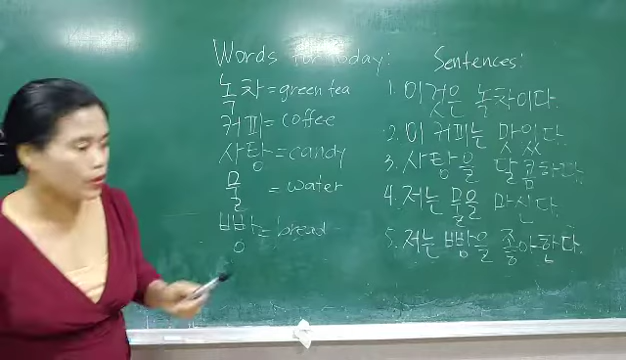 Words for Today:
녹차 = green tea
커피 = coffee
사탕 = candy
물 = water
빵 = bread
Sentences:
1. 이것은 녹차이다.
2. 이 커피는 맛있다.
3. 사탕을 달콤하다.
4. 저는 물을 마신다.
5. 저는 빵을 좋아한다.